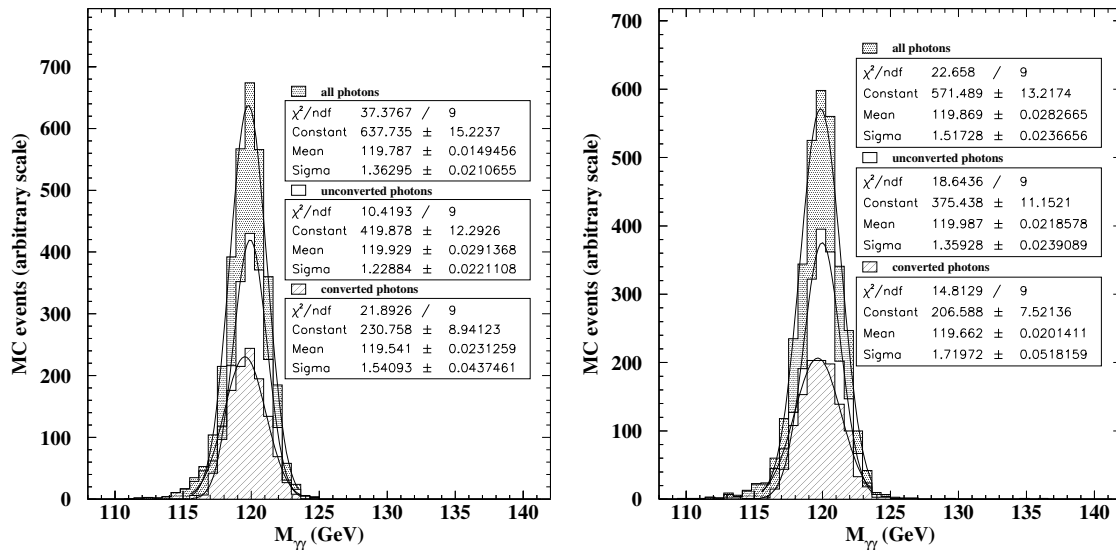 MC events (arbitrary scale)
700
600
500
400
300
200
100
0
all photons
χ²/ndf 37.3767 / 9
Constant 637.735 ± 15.2237
Mean 119.787 ± 0.0149456
Sigma 1.36295 ± 0.0210655
unconverted photons
χ²/ndf 10.4193 / 9
Constant 419.878 ± 12.2926
Mean 119.929 ± 0.0291368
Sigma 1.22884 ± 0.0221108
converted photons
χ²/ndf 21.8926 / 9
Constant 230.758 ± 8.94123
Mean 119.541 ± 0.0231259
Sigma 1.54093 ± 0.0437461
110 115 120 125 130 135 140
Mγγ (GeV)
MC events (arbitrary scale)
700
600
500
400
300
200
100
0
all photons
χ²/ndf 22.658 / 9
Constant 571.489 ± 13.2174
Mean 119.869 ± 0.0282665
Sigma 1.51728 ± 0.0236656
unconverted photons
χ²/ndf 18.6436 / 9
Constant 375.438 ± 11.1521
Mean 119.987 ± 0.0218578
Sigma 1.35928 ± 0.0239089
converted photons
χ²/ndf 14.8129 / 9
Constant 206.588 ± 7.52136
Mean 119.662 ± 0.0201411
Sigma 1.71972 ± 0.0518159
110 115 120 125 130 135 140
Mγγ (GeV)